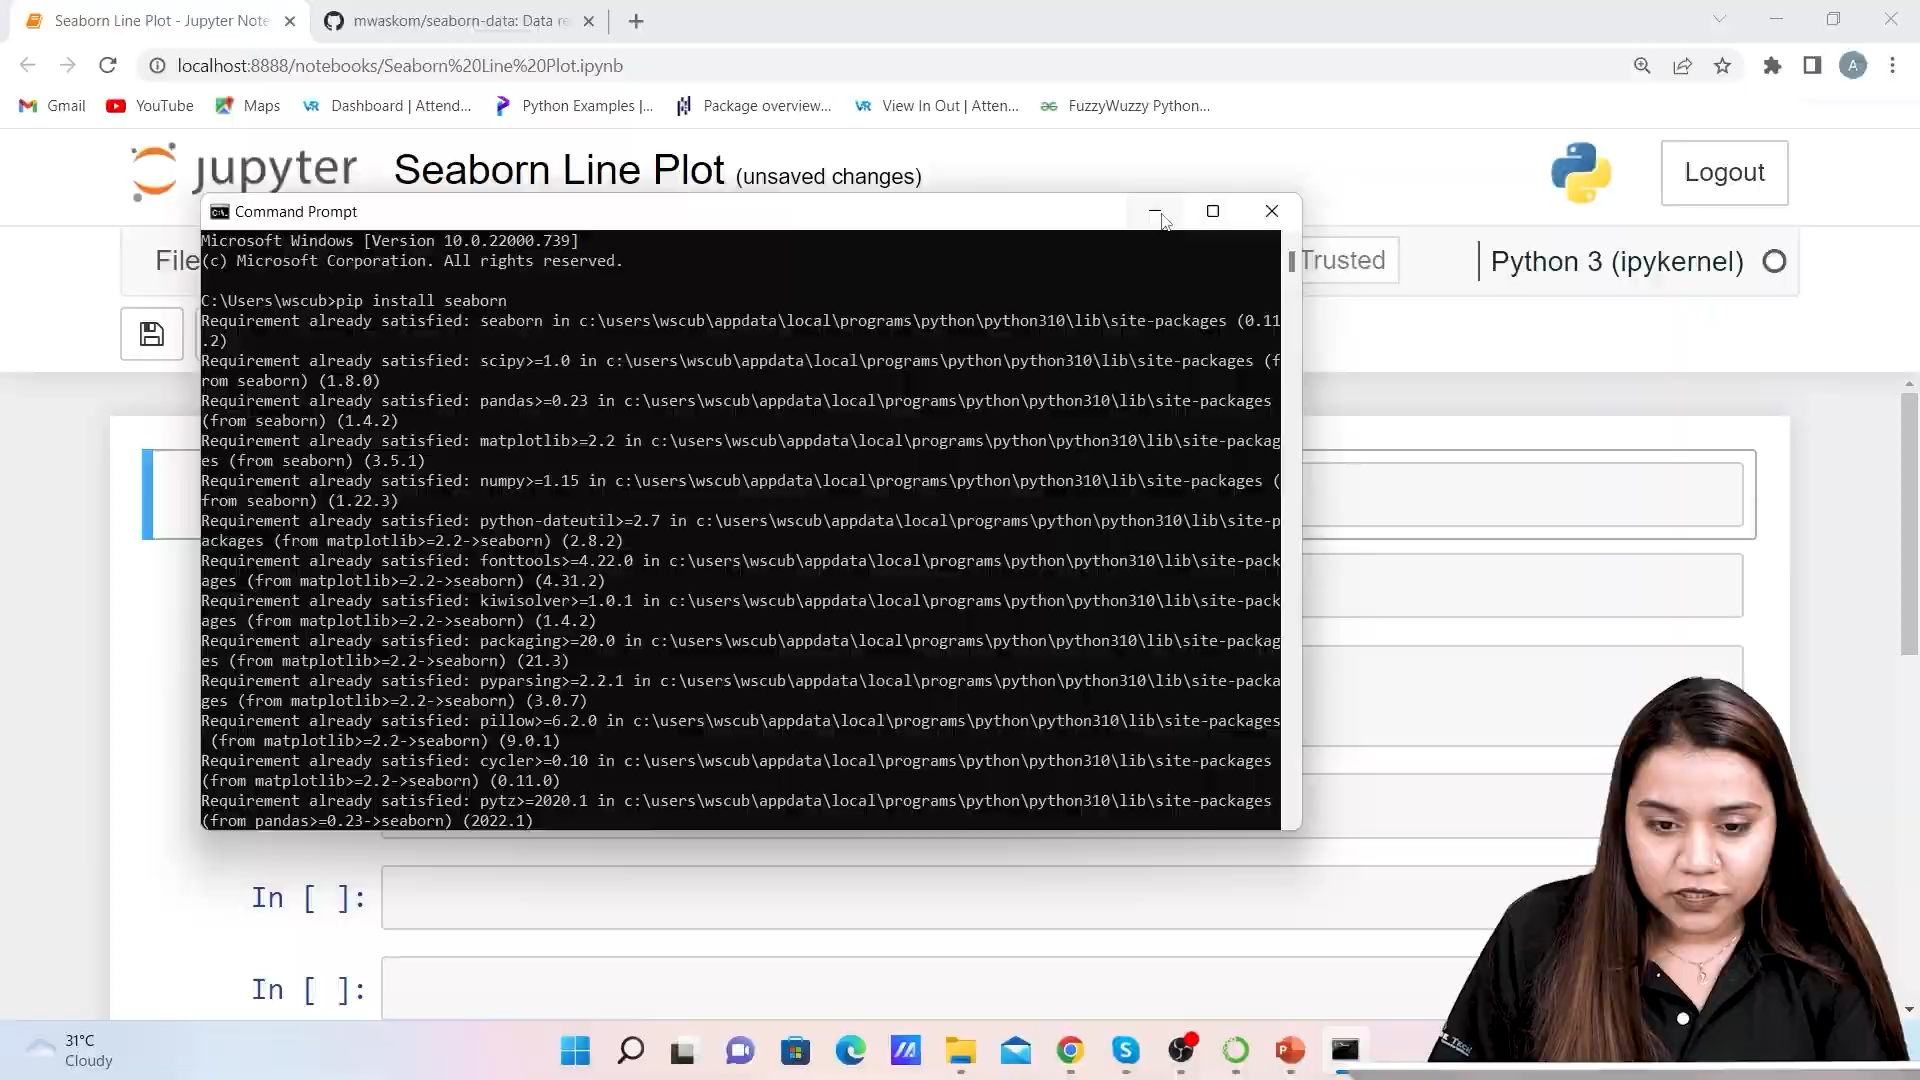 Seaborn Line Plot - Jupyter Note
mwaskom/seaborn-data: Data re
localhost:8888/notebooks/Seaborn%20Line%20Plot.ipynb
A
Gmail
YouTube
Maps
VR Dashboard | Attend...
Python Examples |...
Package overview...
VR View In Out | Atten...
FuzzyWuzzy Python...
jupyter Seaborn Line Plot (unsaved changes)
Logout
File
Trusted
Python 3 (ipykernel)
Command Prompt
Microsoft Windows [Version 10.0.22000.739]
(c) Microsoft Corporation. All rights reserved.
C:\Users\wscub>pip install seaborn
Requirement already satisfied: seaborn in c:\users\wscub\appdata\local\programs\python\python310\lib\site-packages (0.11
.2)
Requirement already satisfied: scipy>=1.0 in c:\users\wscub\appdata\local\programs\python\python310\lib\site-packages (f
rom seaborn) (1.8.0)
Requirement already satisfied: pandas>=0.23 in c:\users\wscub\appdata\local\programs\python\python310\lib\site-packages
(from seaborn) (1.4.2)
Requirement already satisfied: matplotlib>=2.2 in c:\users\wscub\appdata\local\programs\python\python310\lib\site-packag
es (from seaborn) (3.5.1)
Requirement already satisfied: numpy>=1.15 in c:\users\wscub\appdata\local\programs\python\python310\lib\site-packages (
from seaborn) (1.22.3)
Requirement already satisfied: python-dateutil>=2.7 in c:\users\wscub\appdata\local\programs\python\python310\lib\site-p
ackages (from matplotlib>=2.2->seaborn) (2.8.2)
Requirement already satisfied: fonttools>=4.22.0 in c:\users\wscub\appdata\local\programs\python\python310\lib\site-pack
ages (from matplotlib>=2.2->seaborn) (4.31.2)
Requirement already satisfied: kiwisolver>=1.0.1 in c:\users\wscub\appdata\local\programs\python\python310\lib\site-pack
ages (from matplotlib>=2.2->seaborn) (1.4.2)
Requirement already satisfied: packaging>=20.0 in c:\users\wscub\appdata\local\programs\python\python310\lib\site-packag
es (from matplotlib>=2.2->seaborn) (21.3)
Requirement already satisfied: pyparsing>=2.2.1 in c:\users\wscub\appdata\local\programs\python\python310\lib\site-packa
ges (from matplotlib>=2.2->seaborn) (3.0.7)
Requirement already satisfied: pillow>=6.2.0 in c:\users\wscub\appdata\local\programs\python\python310\lib\site-packages
(from matplotlib>=2.2->seaborn) (9.0.1)
Requirement already satisfied: cycler>=0.10 in c:\users\wscub\appdata\local\programs\python\python310\lib\site-packages
(from matplotlib>=2.2->seaborn) (0.11.0)
Requirement already satisfied: pytz>=2020.1 in c:\users\wscub\appdata\local\programs\python\python310\lib\site-packages
(from pandas>=0.23->seaborn) (2022.1)
In [ ]:
In [ ]:
31°C
Cloudy